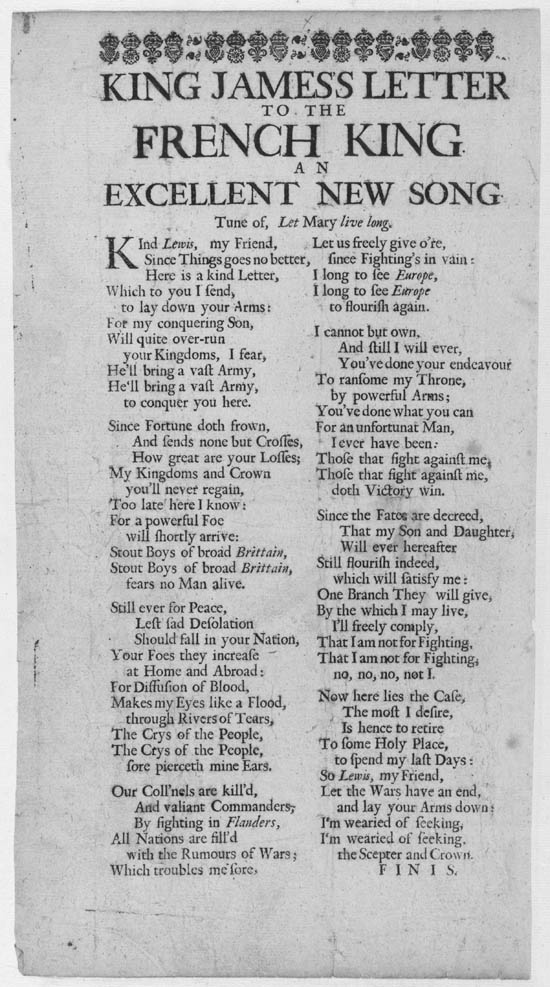 KING JAMES'S LETTER
TO THE
FRENCH KING.
AN
EXCELLENT NEW SONG
Tune of, Let Mary live long.
KInd Lewis, my Friend,
Since Things goes no better,
Here is a kind Letter,
Which to you I ſend,
to lay down your Arms:
For my conquering Son,
Will quite over-run
your Kingdoms, I fear,
He'll bring a vaſt Army,
He'll bring a vaſt Army,
to conquer you here.
Since Fortune doth frown,
And ſends none but Croſſes,
How great are your Loſſes;
My Kingdoms and Crown
you'll never regain,
Too late here I know:
For a powerful Foe
will ſhortly arrive:
Stout Boys of broad Brittain,
Stout Boys of broad Brittain,
fears no Man alive.
Still ever for Peace,
Leſt ſad Deſolation
Should fall in your Nation,
Your Foes they increaſe
at Home and Abroad:
For Diffuſion of Blood,
Makes my Eyes like a Flood,
through Rivers of Tears,
The Crys of the People,
The Crys of the People,
ſore pierceth mine Ears.
Our Coll'nels are kill'd,
And valiant Commanders,
By fighting in Flanders,
All Nations are fill'd
with the Rumours of Wars;
Which troubles me ſore,
Let us freely give o're,
ſince Fighting's in vain:
I long to ſee Europe,
I long to ſee Europe
to flouriſh again.
I cannot but own,
And ſtill I will ever,
You've done your endeavour
To ranſome my Throne,
by powerful Arms;
You've done what you can
For an unfortunat Man,
I ever have been:
Thoſe that fight againſt me,
Thoſe that fight againſt me,
doth Victory win.
Since the Fates are decreed,
That my Son and Daughter,
Will ever hereafter
Still flouriſh indeed,
which will ſatisfy me:
One Branch They will give,
By the which I may live,
I'll freely comply,
That I am not for Fighting,
That I am not for Fighting,
no, no, no, not I.
Now here lies the Caſe,
The moſt I deſire,
Is hence to retire
To ſome Holy Place,
to ſpend my laſt Days:
So Lewis, my Friend,
Let the Wars have an end,
and lay your Arms down:
I'm wearied of ſeeking,
I'm wearied of ſeeking,
the Scepter and Crown.
FINIS.